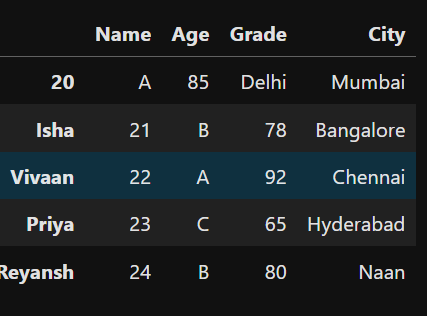 Name Age Grade City
20 A 85 Delhi Mumbai
Isha 21 B 78 Bangalore
Vivaan 22 A 92 Chennai
Priya 23 C 65 Hyderabad
Reyansh 24 B 80 Naan